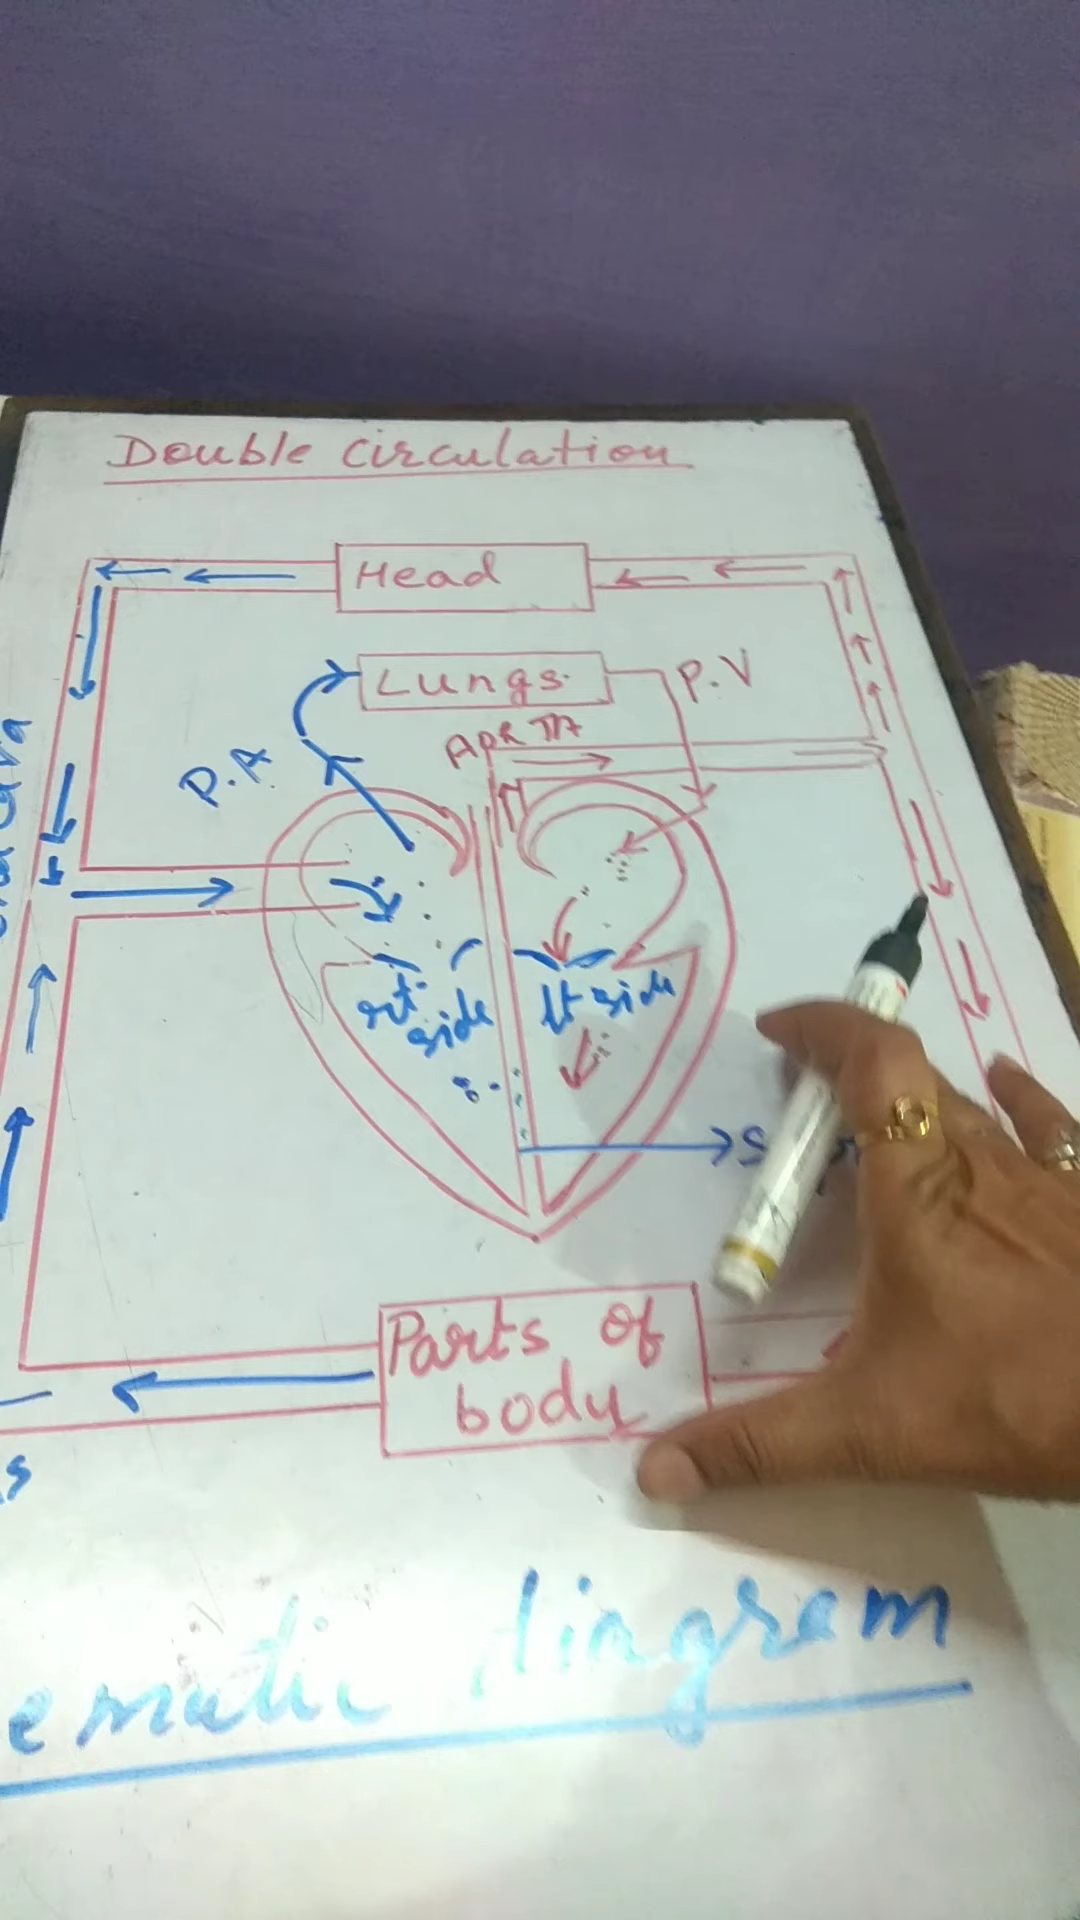 Double circulation
Head
Lungs
P.V
AORTA
P.A
rt side
lt side
Parts of body
diagram